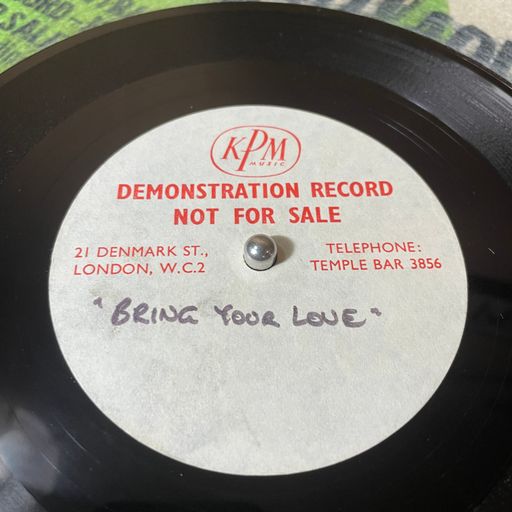 KPM
MUSIC
DEMONSTRATION RECORD
NOT FOR SALE
21 DENMARK ST.,
LONDON, W.C.2
TELEPHONE:
TEMPLE BAR 3856
"BRING YOUR LOVE"